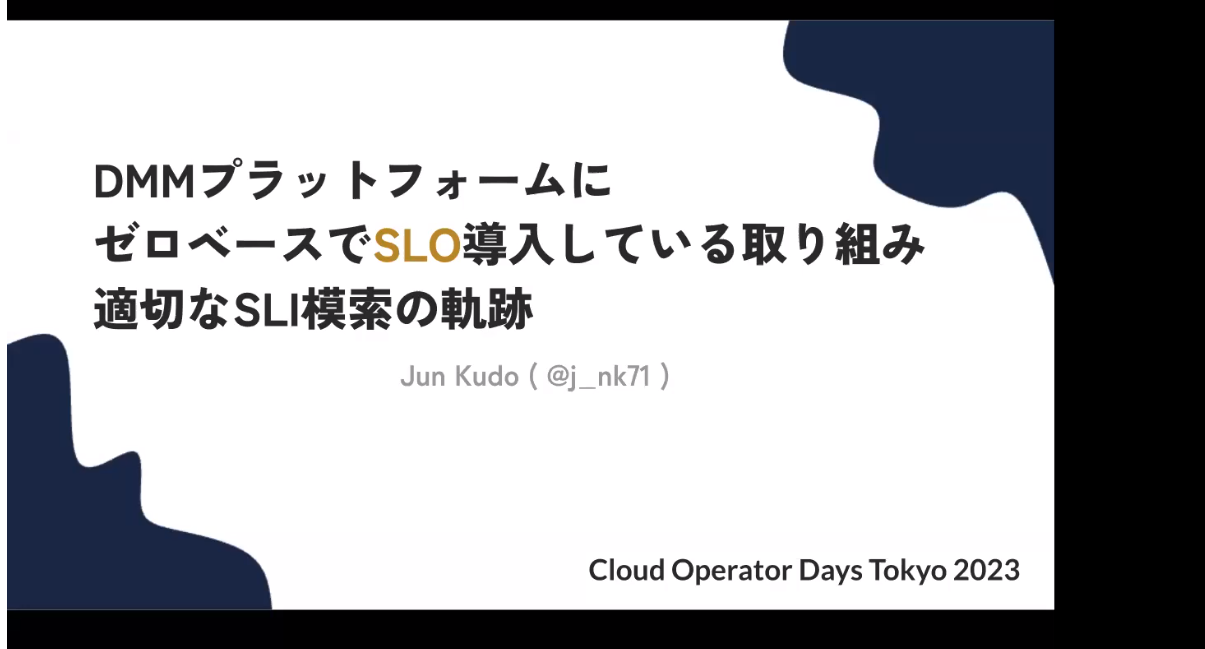 DMMプラットフォームに
ゼロベースでSLO導入している取り組み
適切なSLI模索の軌跡
Jun Kudo ( @j_nk71 )
Cloud Operator Days Tokyo 2023